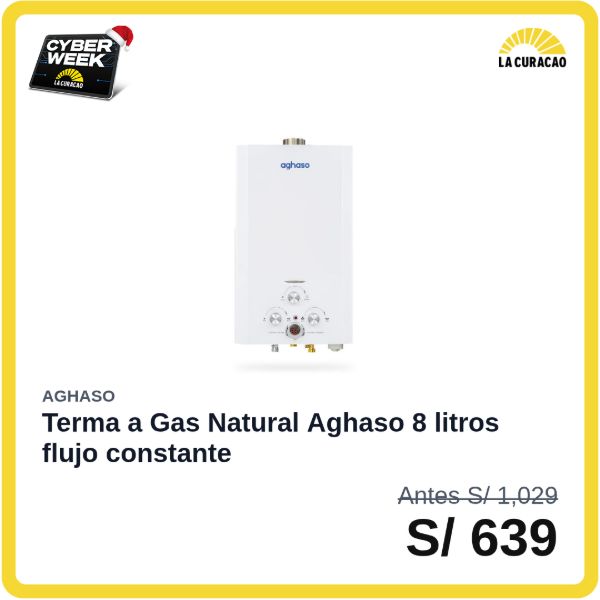 CYBER
WEEK
LA CURACAO
LA CURACAO
aghaso
AGHASO
Terma a Gas Natural Aghaso 8 litros
flujo constante
Antes S/ 1,029
S/ 639